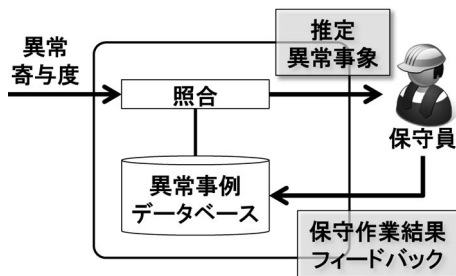 推定
異常事象
異常
寄与度
照合
保守員
異常事例
データベース
保守作業結果
フィードバック